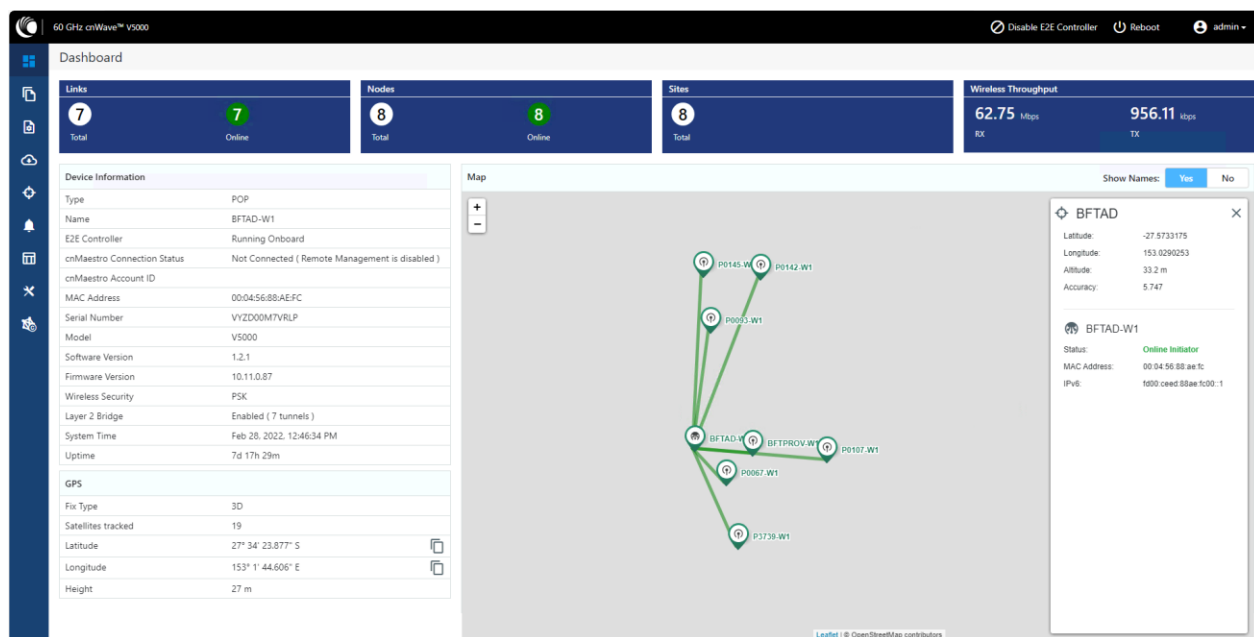 60 GHz cnWave™ V5000
Disable E2E Controller Reboot admin
Dashboard
Links
7 7
Total Online
Nodes
8 8
Total Online
Sites
8
Total
Wireless Throughput
62.75 Mbps 956.11 kbps
RX TX
Device Information
Type POP
Name BFTAD-W1
E2E Controller Running Onboard
cnMaestro Connection Status Not Connected ( Remote Management is disabled )
cnMaestro Account ID
MAC Address 00:04:56:88:AE:FC
Serial Number VYZD00M7VRLP
Model V5000
Software Version 1.2.1
Firmware Version 10.11.0.87
Wireless Security PSK
Layer 2 Bridge Enabled ( 7 tunnels )
System Time Feb 28, 2022, 12:46:34 PM
Uptime 7d 17h 29m
GPS
Fix Type 3D
Satellites tracked 19
Latitude 27° 34' 23.877" S
Longitude 153° 1' 44.606" E
Height 27 m
Map
Show Names: Yes No
+
−
P0145-W
P0142-W1
P0093-W1
BFTAD-W
BFTPROV-W1
P0107-W1
P0067-W1
P3739-W1
BFTAD
Latitude: -27.5733175
Longitude: 153.0290253
Altitude: 33.2 m
Accuracy: 5.747
BFTAD-W1
Status: Online Initiator
MAC Address: 00:04:56:88:ae:fc
IPv6: fd00:ceed:88ae:fc00::1
Leaflet | © OpenStreetMap contributors